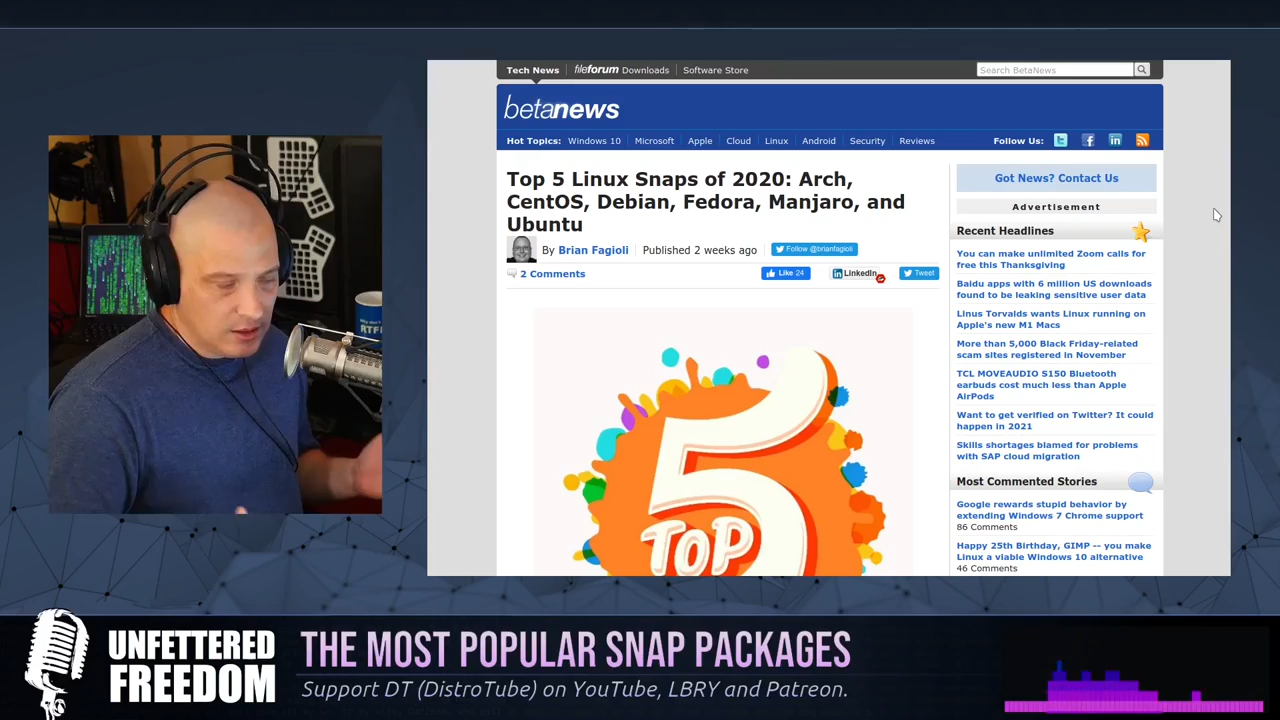 Tech News
fileforum Downloads
Software Store
Search BetaNews
betanews
Hot Topics: Windows 10 Microsoft Apple Cloud Linux Android Security Reviews Follow Us:
Top 5 Linux Snaps of 2020: Arch,
CentOS, Debian, Fedora, Manjaro, and
Ubuntu
By Brian Fagioli Published 2 weeks ago Follow @brianfagioli
2 Comments Like 24 LinkedIn Tweet
5
TOP
Got News? Contact Us
Advertisement
Recent Headlines
You can make unlimited Zoom calls for
free this Thanksgiving
Baidu apps with 6 million US downloads
found to be leaking sensitive user data
Linus Torvalds wants Linux running on
Apple's new M1 Macs
More than 5,000 Black Friday-related
scam sites registered in November
TCL MOVEAUDIO S150 Bluetooth
earbuds cost much less than Apple
AirPods
Want to get verified on Twitter? It could
happen in 2021
Skills shortages blamed for problems
with SAP cloud migration
Most Commented Stories
Google rewards stupid behavior by
extending Windows 7 Chrome support
86 Comments
Happy 25th Birthday, GIMP -- you make
Linux a viable Windows 10 alternative
46 Comments
UNFETTERED
FREEDOM
THE MOST POPULAR SNAP PACKAGES
Support DT (DistroTube) on YouTube, LBRY and Patreon.